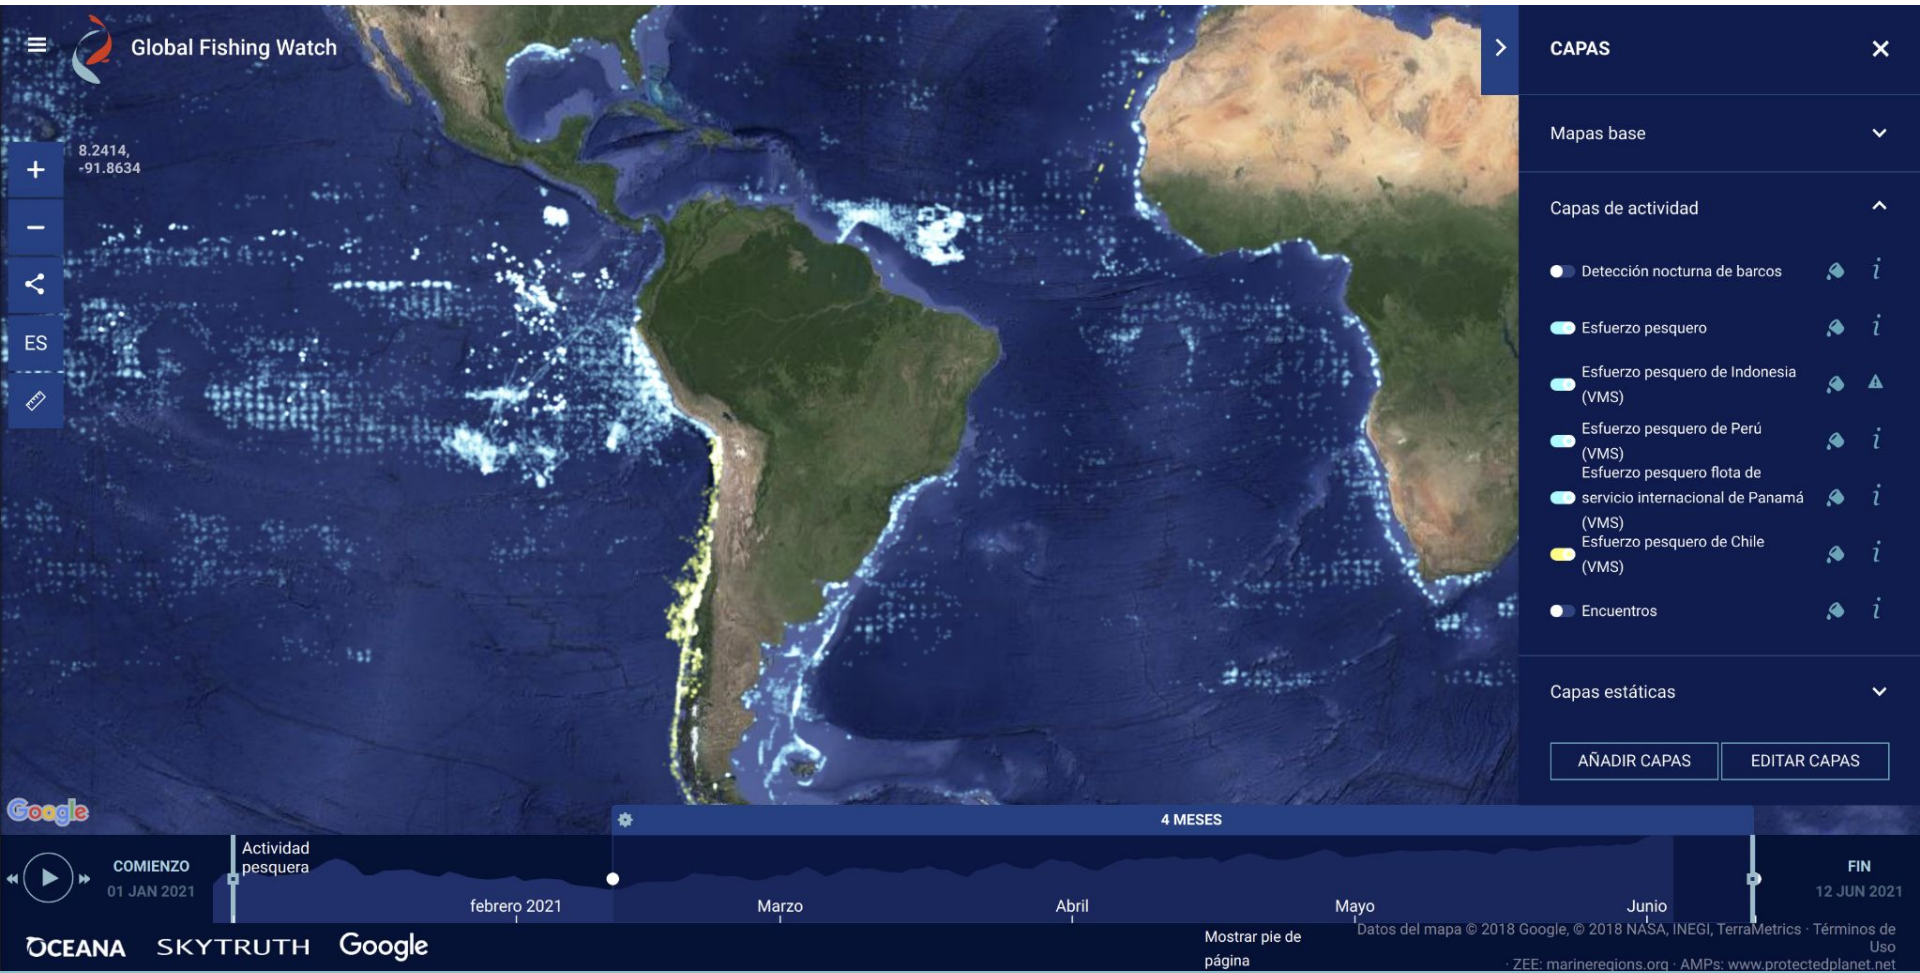 Global Fishing Watch
8.2414,
-91.8634
ES
CAPAS
Mapas base
Capas de actividad
Detección nocturna de barcos
Esfuerzo pesquero
Esfuerzo pesquero de Indonesia
(VMS)
Esfuerzo pesquero de Perú
(VMS)
Esfuerzo pesquero flota de
servicio internacional de Panamá
(VMS)
Esfuerzo pesquero de Chile
(VMS)
Encuentros
Capas estáticas
AÑADIR CAPAS
EDITAR CAPAS
Google
4 MESES
COMIENZO
01 JAN 2021
Actividad
pesquera
febrero 2021
Marzo
Abril
Mayo
Junio
FIN
12 JUN 2021
OCEANA
SKYTRUTH
Google
Mostrar pie de
página
Datos del mapa © 2018 Google, © 2018 NASA, INEGI, TerraMetrics · Términos de
Uso
· ZEE: marineregions.org · AMPs: www.protectedplanet.net